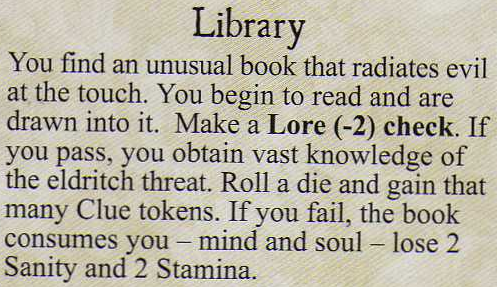 Library
You find an unusual book that radiates evil
at the touch. You begin to read and are
drawn into it. Make a Lore (-2) check. If
you pass, you obtain vast knowledge of
the eldritch threat. Roll a die and gain that
many Clue tokens. If you fail, the book
consumes you – mind and soul – lose 2
Sanity and 2 Stamina.